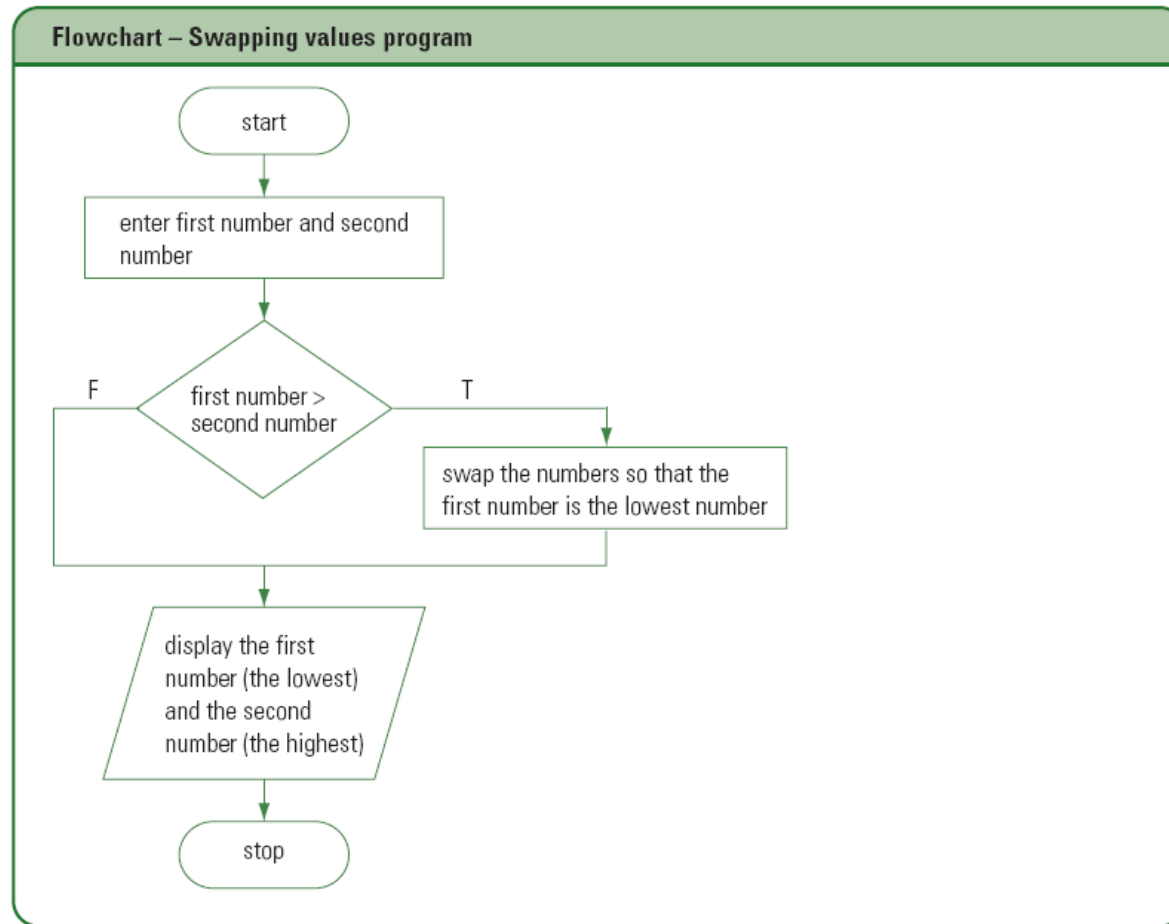 Flowchart – Swapping values program
start
enter first number and second
number
F
T
first number >
second number
swap the numbers so that the
first number is the lowest number
display the first
number (the lowest)
and the second
number (the highest)
stop